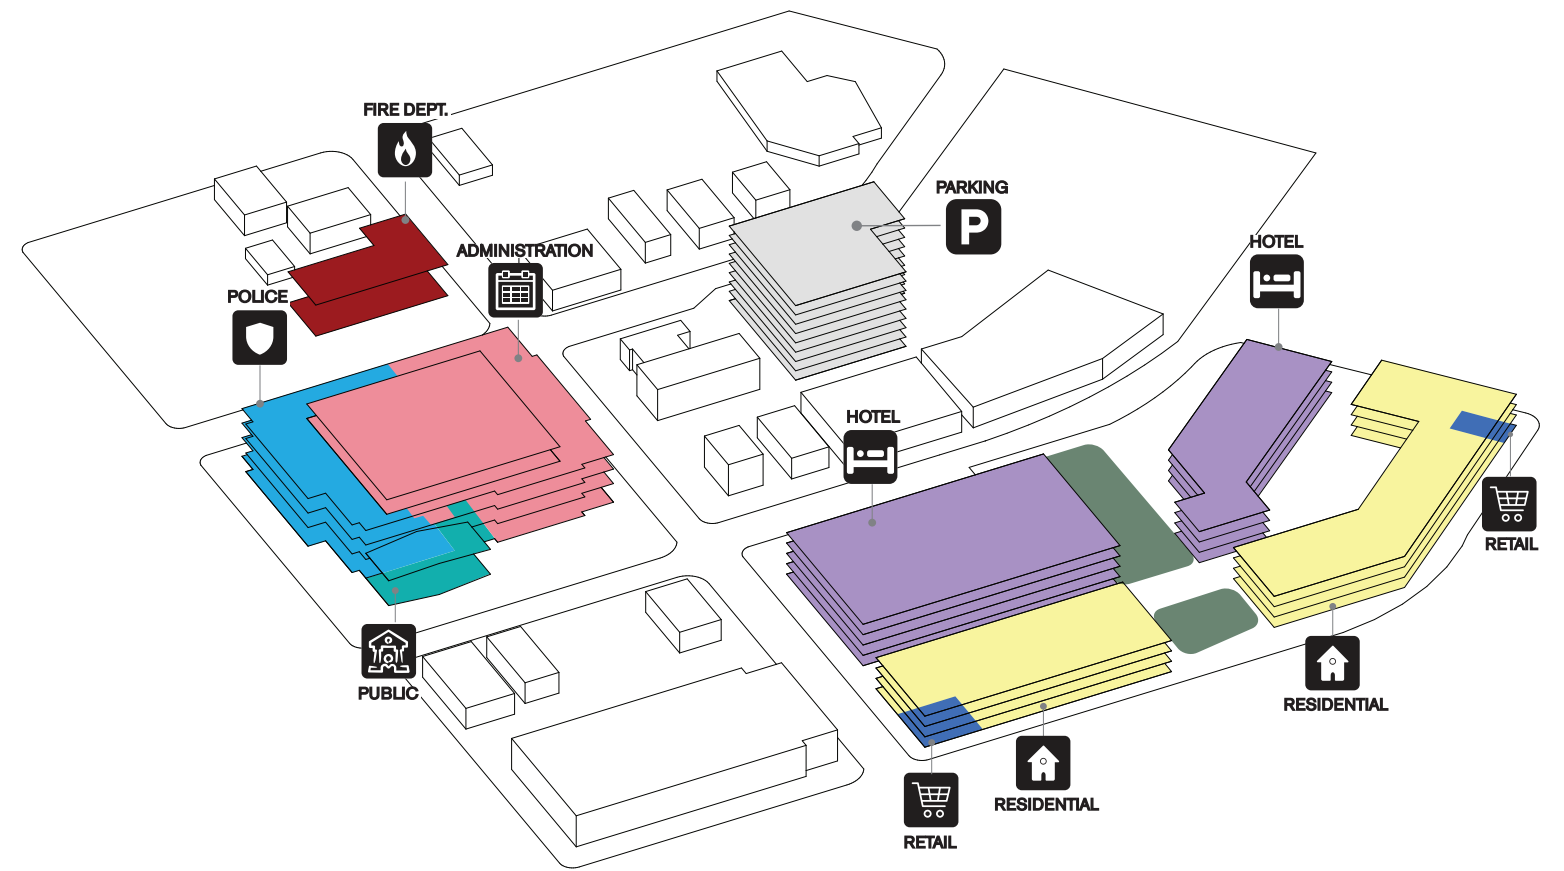 FIRE DEPT.
PARKING
P
ADMINISTRATION
HOTEL
POLICE
HOTEL
RETAIL
PUBLIC
RESIDENTIAL
RESIDENTIAL
RETAIL